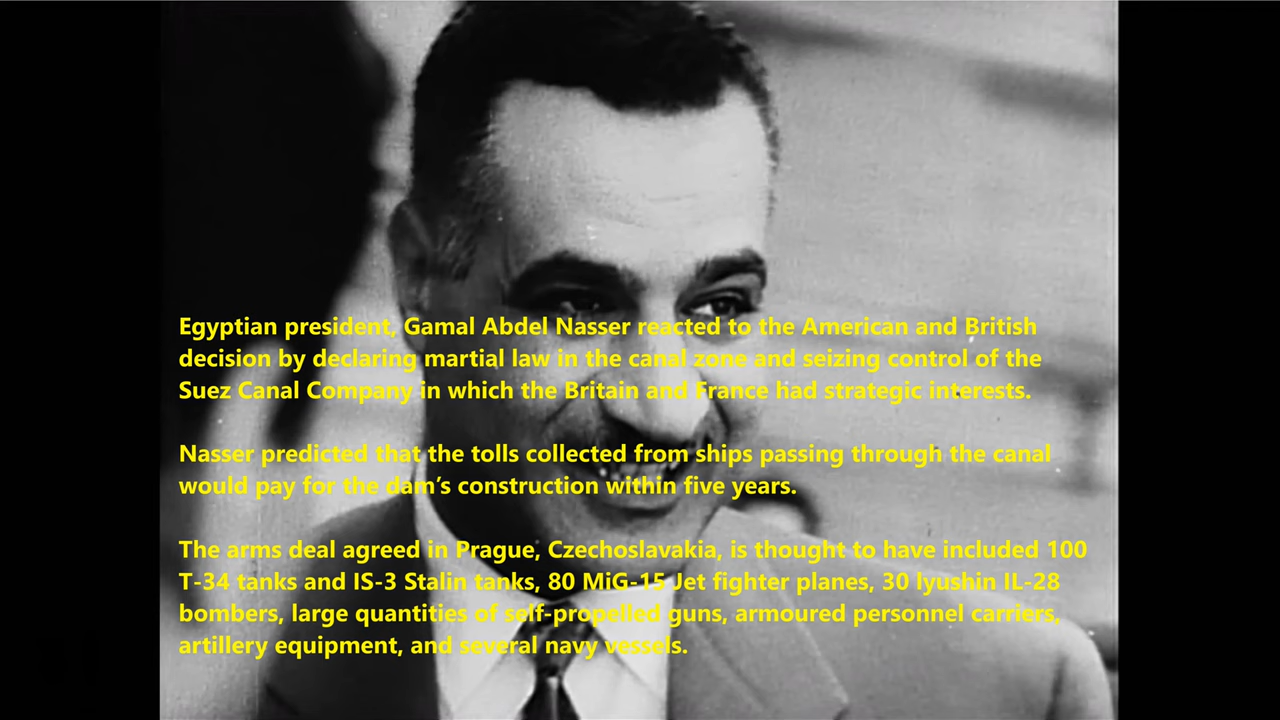 Egyptian president, Gamal Abdel Nasser reacted to the American and British
decision by declaring martial law in the canal zone and seizing control of the
Suez Canal Company in which the Britain and France had strategic interests.
Nasser predicted that the tolls collected from ships passing through the canal
would pay for the dam’s construction within five years.
The arms deal agreed in Prague, Czechoslavakia, is thought to have included 100
T-34 tanks and IS-3 Stalin tanks, 80 MiG-15 Jet fighter planes, 30 lyushin IL-28
bombers, large quantities of self-propelled guns, armoured personnel carriers,
artillery equipment, and several navy vessels.